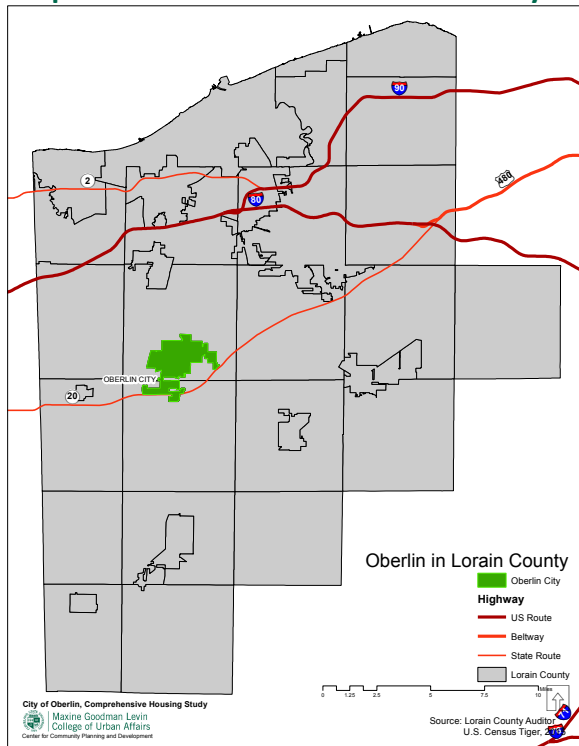 90
2
80
480
OBERLIN CITY
20
Oberlin in Lorain County
Oberlin City
Highway
US Route
Beltway
State Route
Lorain County
0 1.25 2.5 5 7.5 10 Miles
City of Oberlin, Comprehensive Housing Study
Maxine Goodman Levin
College of Urban Affairs
Center for Community Planning and Development
Source: Lorain County Auditor
U.S. Census Tiger,
71